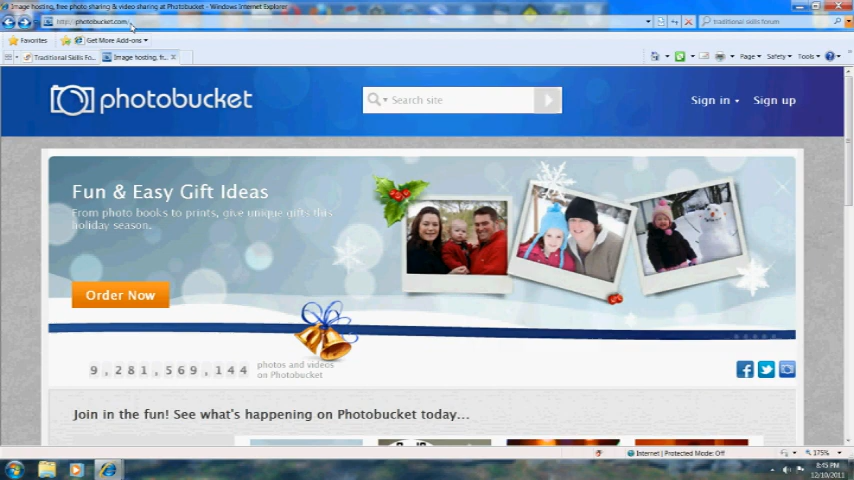 Image hosting, free photo sharing & video sharing at Photobucket - Windows Internet Explorer
http://photobucket.com/
traditional skills forum
Favorites
Get More Add-ons
Traditional Skills Fo...
Image hosting, fr...
Page
Safety
Tools
photobucket
Search site
Sign in
Sign up
Fun & Easy Gift Ideas
From photo books to prints, give unique gifts this
holiday season.
Order Now
9,281,569,144
photos and videos
on Photobucket
Join in the fun! See what's happening on Photobucket today...
Internet | Protected Mode: Off
175%
8:45 PM
12/10/2011